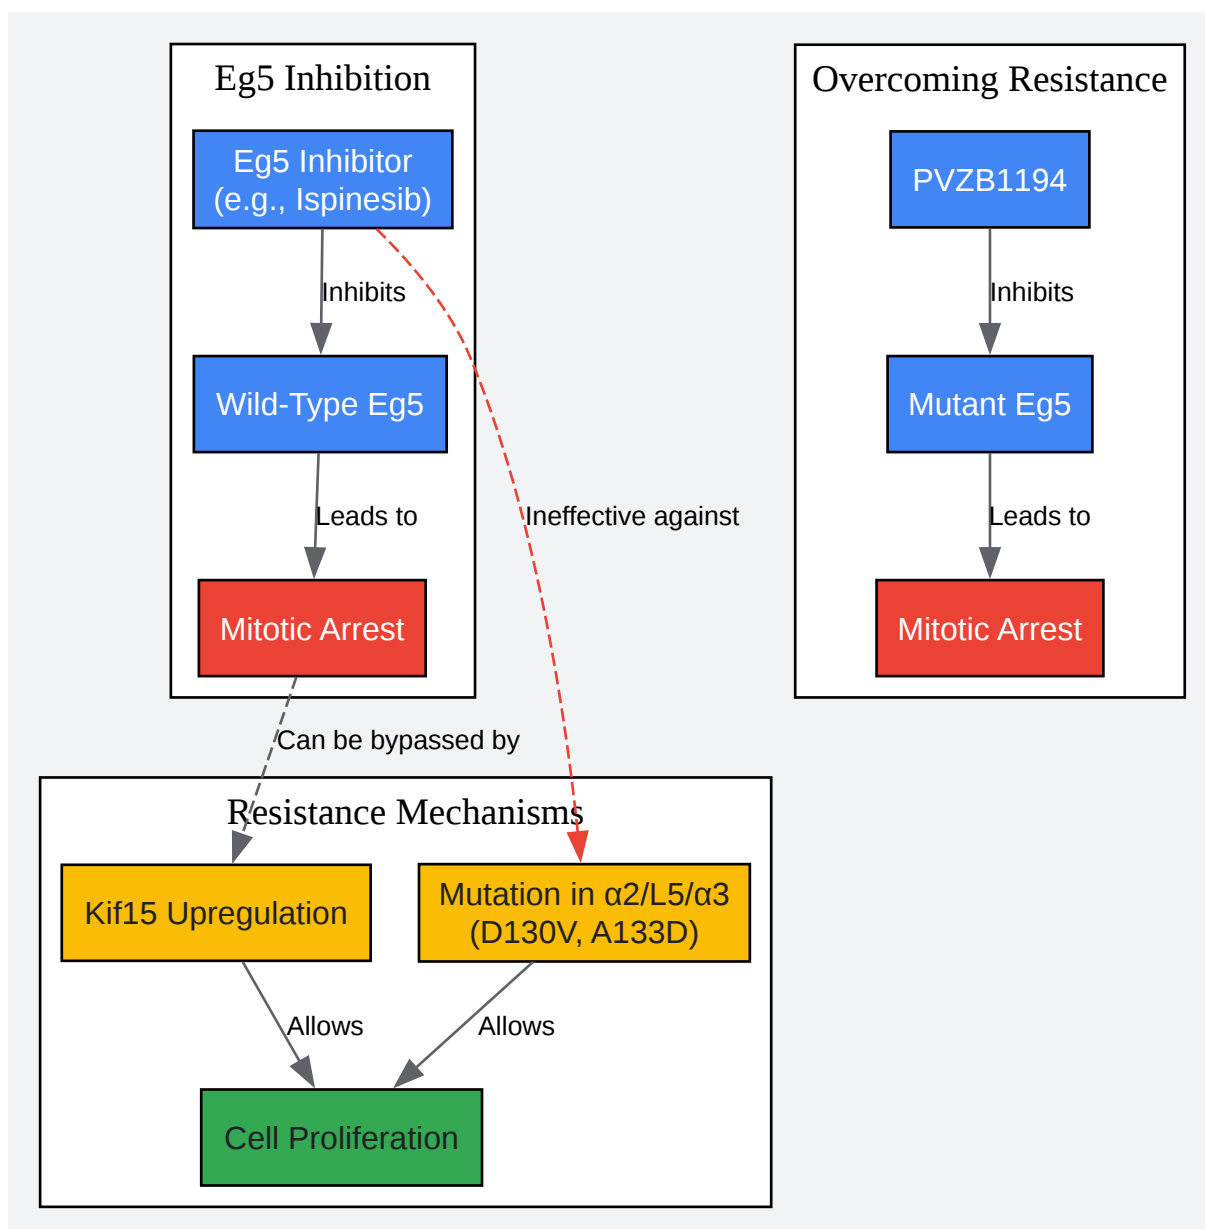 Eg5 Inhibition
Eg5 Inhibitor
(e.g., Ispinesib)
Inhibits
Wild-Type Eg5
Leads to
Mitotic Arrest
Ineffective against
Can be bypassed by
Resistance Mechanisms
Kif15 Upregulation
Mutation in α2/L5/α3
(D130V, A133D)
Allows
Allows
Cell Proliferation
Overcoming Resistance
PVZB1194
Inhibits
Mutant Eg5
Leads to
Mitotic Arrest